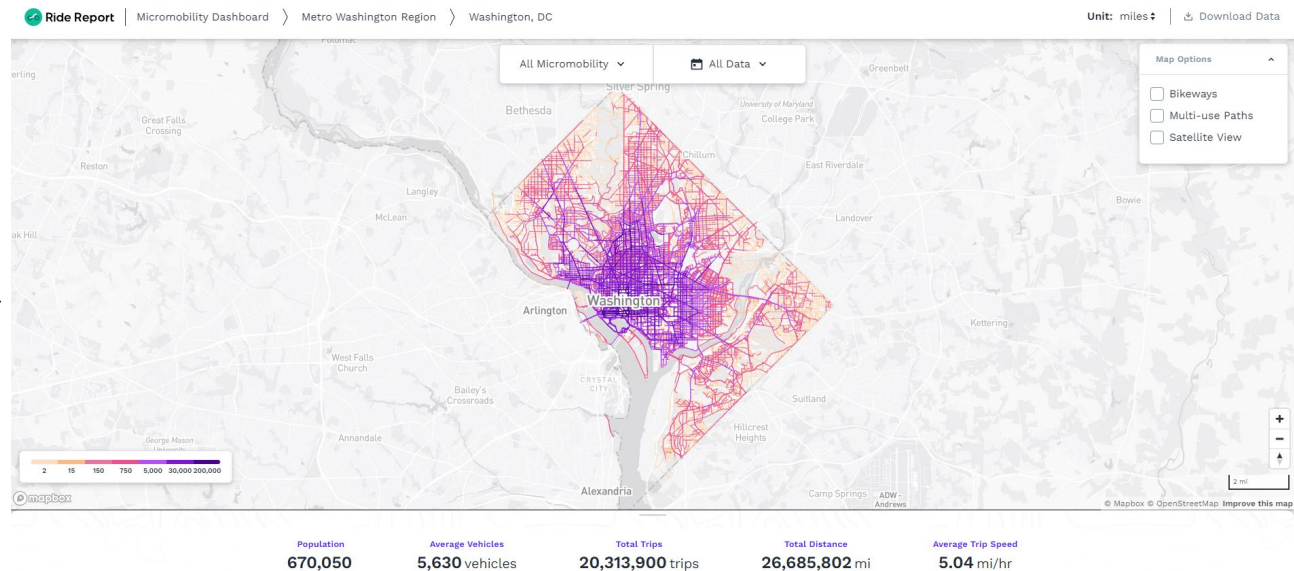 Ride Report
Micromobility Dashboard
Metro Washington Region
Washington, DC
Unit: miles
Download Data
All Micromobility
All Data
Map Options
Bikeways
Multi-use Paths
Satellite View
Potomac
erling
Great Falls
Crossing
Bethesda
Silver Spring
University of Maryland
College Park
Greenbelt
Reston
Langley
Chillum
East Riverdale
McLean
Landover
Bowie
ak Hill
Washington
Arlington
Kettering
West Falls
Church
Bailey's
Crossroads
CRYSTAL
CITY
Suitland
Hillcrest
Heights
George Mason
University
Annandale
Alexandria
Camp Springs
ADW -
Andrews
2 15 150 750 5,000 30,000 200,000
mapbox
2 mi
© Mapbox © OpenStreetMap Improve this map
Population
670,050
Average Vehicles
5,630 vehicles
Total Trips
20,313,900 trips
Total Distance
26,685,802 mi
Average Trip Speed
5.04 mi/hr